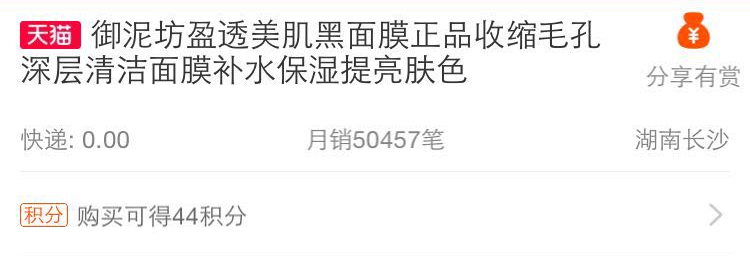 天猫 御泥坊盈透美肌黑面膜正品收缩毛孔
深层清洁面膜补水保湿提亮肤色
¥
分享有赏
快递: 0.00 月销50457笔 湖南长沙
积分 购买可得44积分